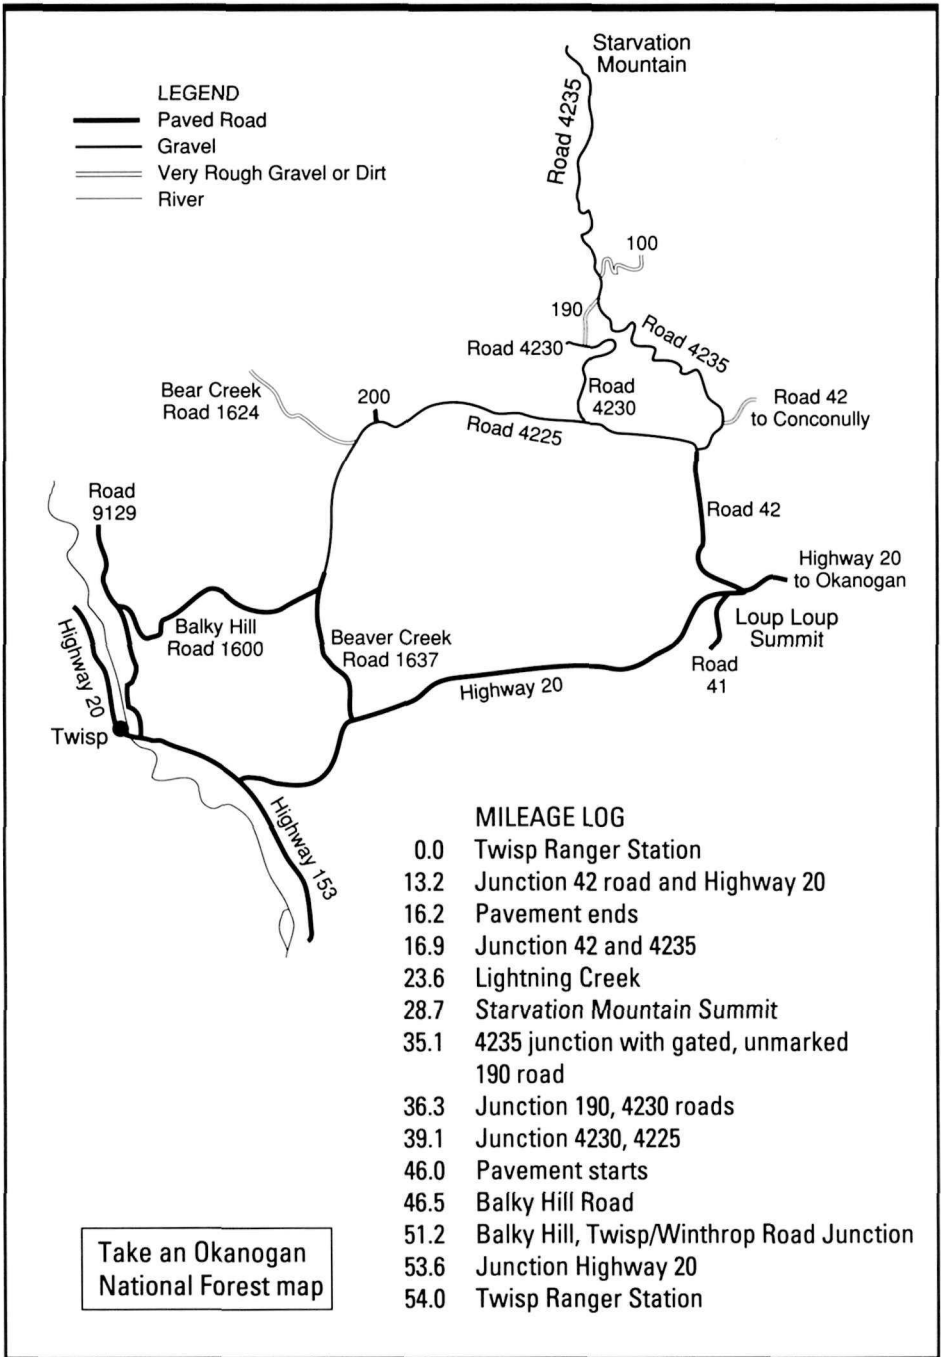 Starvation
Mountain
LEGEND
Paved Road
Gravel
Very Rough Gravel or Dirt
River
Road 4235
100
190
Road 4235
Road 4230
Road
4230
Bear Creek
Road 1624
200
Road 4225
Road 42
to Conconully
Road
9129
Road 42
Highway 20
to Okanogan
Balky Hill
Road 1600
Beaver Creek
Road 1637
Loup Loup
Summit
Road
41
Highway 20
Highway 20
Twisp
Highway 153
MILEAGE LOG
0.0 Twisp Ranger Station
13.2 Junction 42 road and Highway 20
16.2 Pavement ends
16.9 Junction 42 and 4235
23.6 Lightning Creek
28.7 Starvation Mountain Summit
35.1 4235 junction with gated, unmarked
190 road
36.3 Junction 190, 4230 roads
39.1 Junction 4230, 4225
46.0 Pavement starts
46.5 Balky Hill Road
51.2 Balky Hill, Twisp/Winthrop Road Junction
53.6 Junction Highway 20
54.0 Twisp Ranger Station
Take an Okanogan
National Forest map